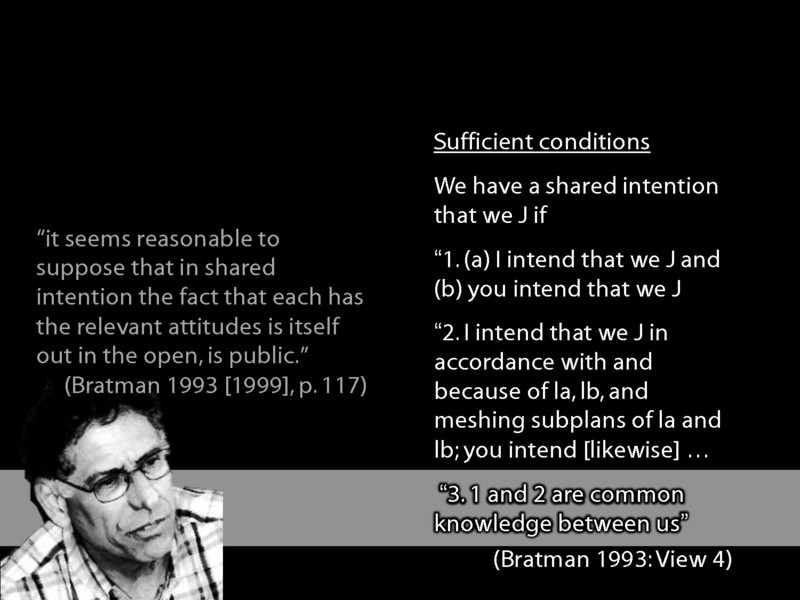 “it seems reasonable to
suppose that in shared
intention the fact that each has
the relevant attitudes is itself
out in the open, is public.”
(Bratman 1993 [1999], p. 117)
Sufficient conditions
We have a shared intention
that we J if
“1. (a) I intend that we J and
(b) you intend that we J
“2. I intend that we J in
accordance with and
because of Ia, Ib, and
meshing subplans of Ia and
Ib; you intend [likewise] …
“3. 1 and 2 are common
knowledge between us”
(Bratman 1993: View 4)